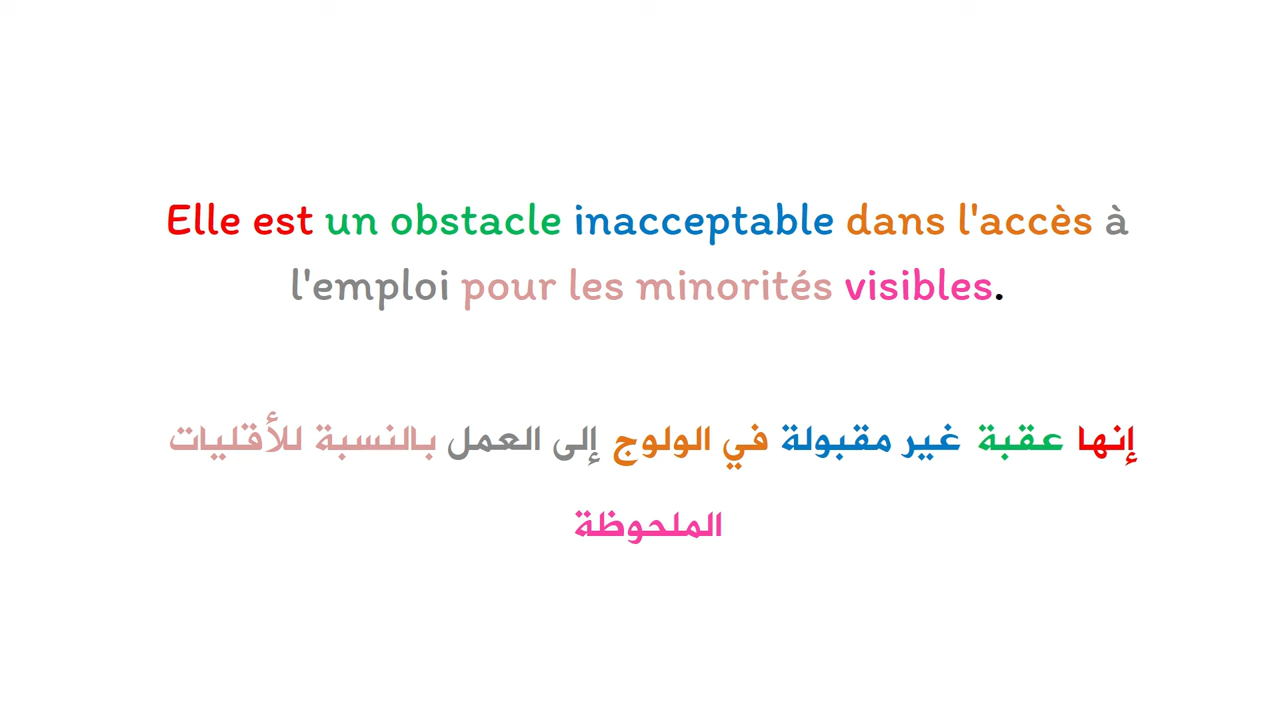 Elle est un obstacle inacceptable dans l'accès à
l'emploi pour les minorités visibles.
إنها عقبة غير مقبولة في الولوج إلى العمل بالنسبة للأقليات
الملحوظة